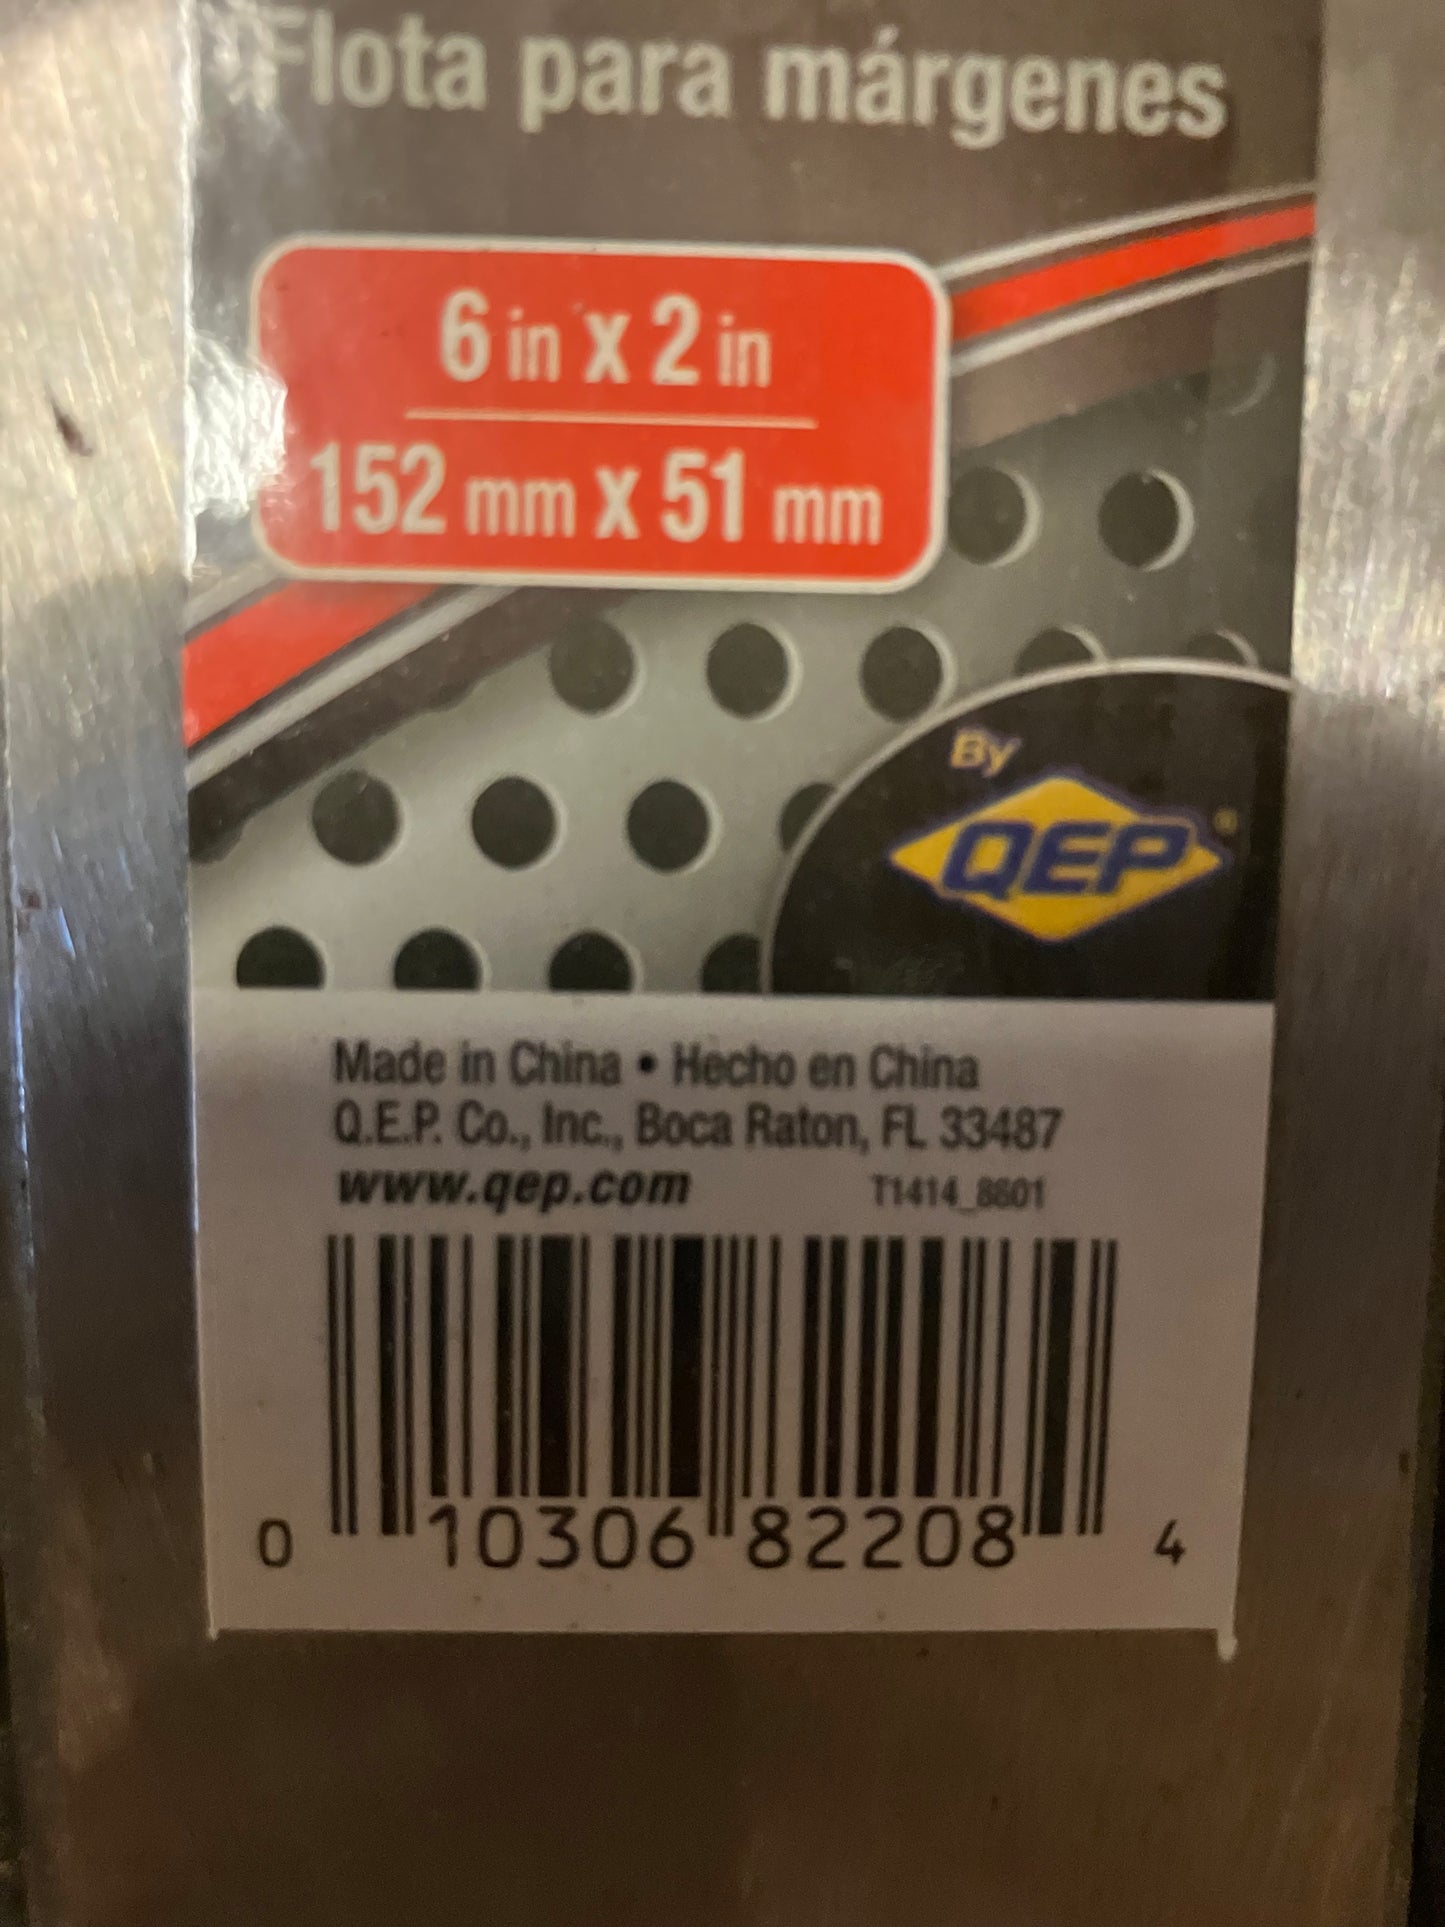 Flota para márgenes
6 in x 2 in
152 mm x 51 mm
By
QEP
Made in China • Hecho en China
Q.E.P. Co., Inc., Boca Raton, FL 33487
www.qep.com T1414_8601
0 10306 82208 4